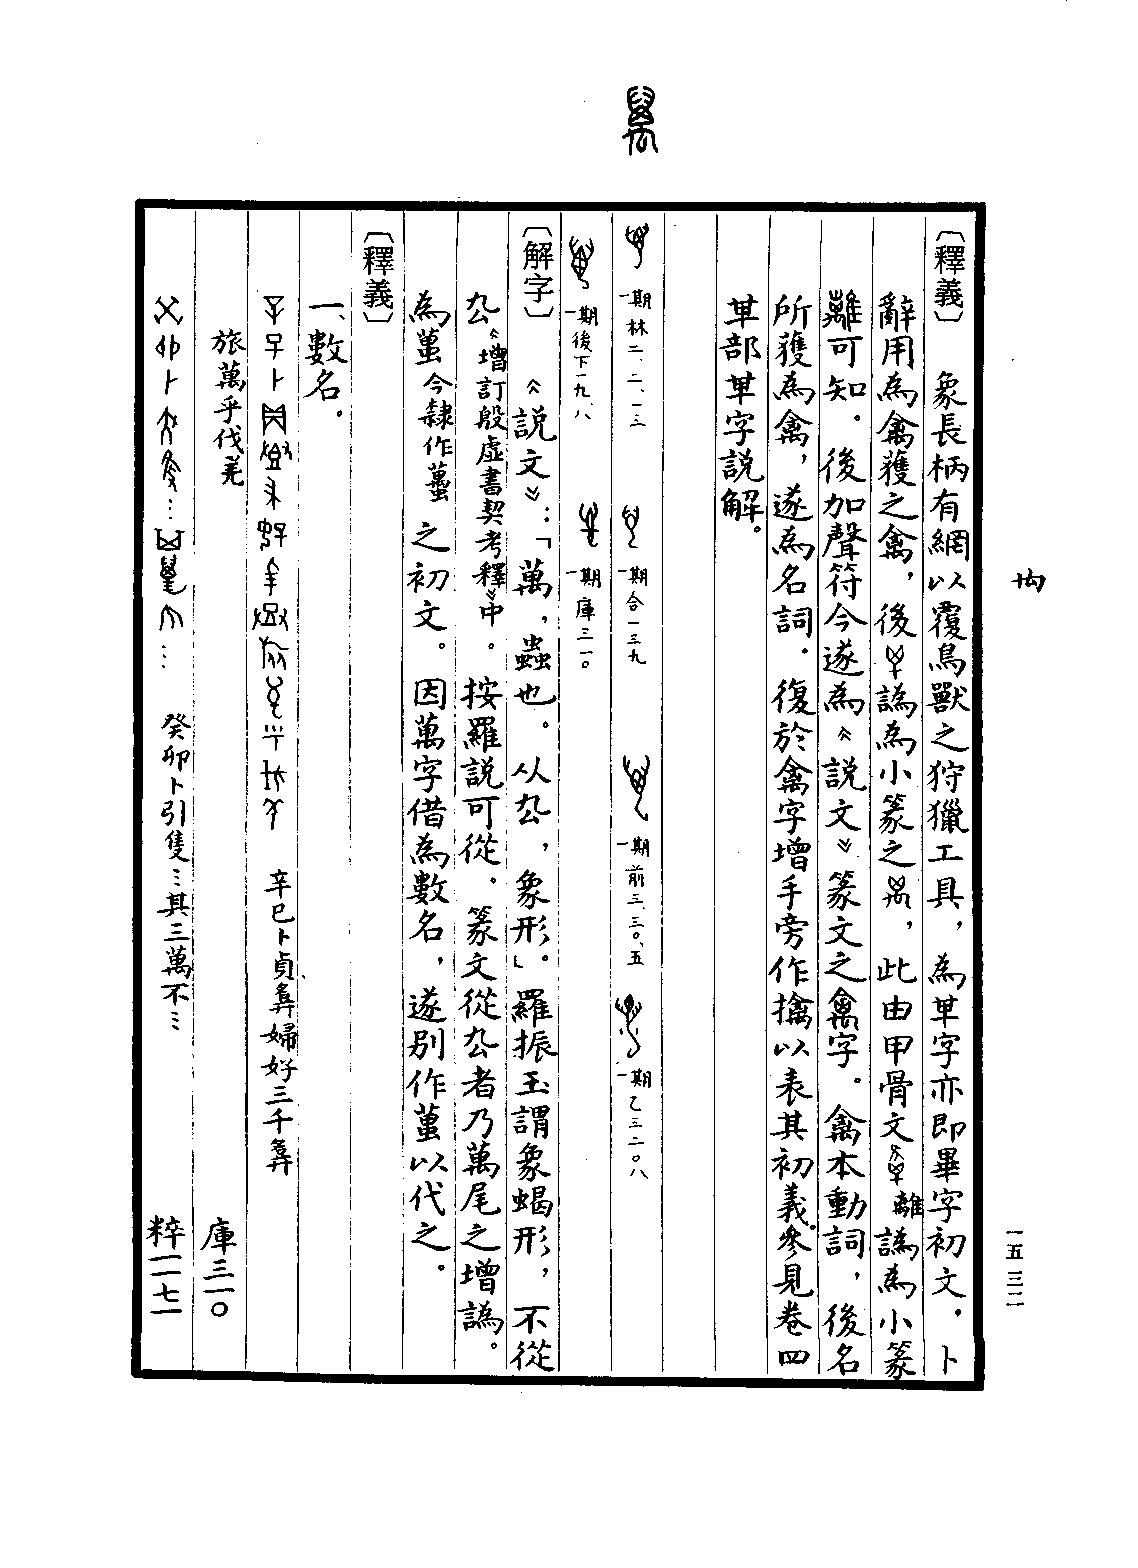 〔釋義〕 象長柄有網以覆鳥獸之狩獵工具，為𠦒字亦即畢字初文。卜
辭用為禽獲之禽，後 譌為小篆之 ，此由甲骨文 離 譌為小篆
離可知。後加聲符今遂為《說文》篆文之禽字。禽本動詞，後名
所獲為禽，遂為名詞。復於禽字增手旁作擒以表其初義。參見卷四
𠦒部𠦒字說解。
一期 林二、二、一三
一期 合一三九
一期 前三、三〇、五
一期 乙三二〇八
一期 後下一九、八
一期 庫三一〇
〔解字〕 《說文》：「萬，蟲也。从厹，象形。」羅振玉謂象蝎形，不從
厹《增訂殷虛書契考釋》中。按羅說可從。篆文從厹者乃萬尾之增譌。
為蠆今隸作蠆之初文。因萬字借為數名，遂別作蠆以代之。
〔釋義〕
一、數名。
辛巳卜貞 婦好三千
旅萬乎伐羌 庫三一〇
癸卯卜引隻…其三萬不… 粹一一七一
一五三二